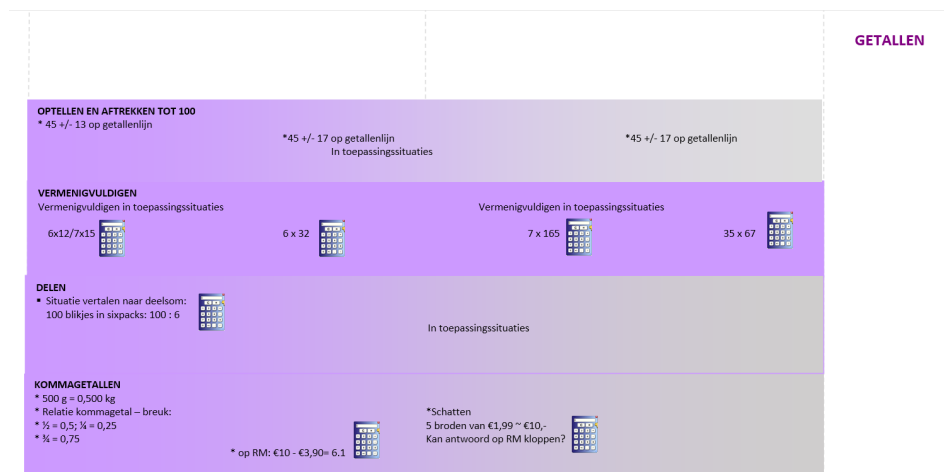 GETALLEN
OPTELLEN EN AFTREKKEN TOT 100
* 45 +/- 13 op getallenlijn
*45 +/- 17 op getallenlijn
In toepassingssituaties
*45 +/- 17 op getallenlijn
VERMENIGVULDIGEN
Vermenigvuldigen in toepassingssituaties
Vermenigvuldigen in toepassingssituaties
6x12/7x15
6 x 32
7 x 165
35 x 67
DELEN
▪ Situatie vertalen naar deelsom:
100 blikjes in sixpacks: 100 : 6
In toepassingssituaties
KOMMAGETALLEN
* 500 g = 0,500 kg
* Relatie kommagetal – breuk:
* ½ = 0,5; ¼ = 0,25
* ¾ = 0,75
* op RM: €10 - €3,90= 6.1
*Schatten
5 broden van €1,99 ~ €10,-
Kan antwoord op RM kloppen?